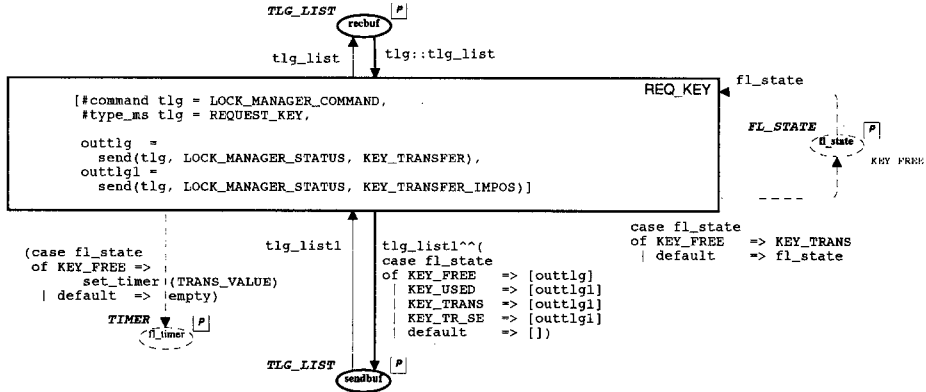 TLG_LIST P
recbuf
tlg_list tlg::tlg_list
REQ_KEY
fl_state
[#command tlg = LOCK_MANAGER_COMMAND,
#type_ms tlg = REQUEST_KEY,
outtlg =
send(tlg, LOCK_MANAGER_STATUS, KEY_TRANSFER),
outtlg1 =
send(tlg, LOCK_MANAGER_STATUS, KEY_TRANSFER_IMPOS)]
FL_STATE P
fl_state
KEY_FREE
case fl_state
of KEY_FREE => KEY_TRANS
| default => fl_state
(case fl_state
of KEY_FREE =>
set_timer (TRANS_VALUE)
| default => empty)
TIMER P
fl_timer
tlg_list1
tlg_list1^^(
case fl_state
of KEY_FREE => [outtlg]
| KEY_USED => [outtlg1]
| KEY_TRANS => [outtlg1]
| KEY_TR_SE => [outtlg1]
| default => [])
TLG_LIST P
sendbuf